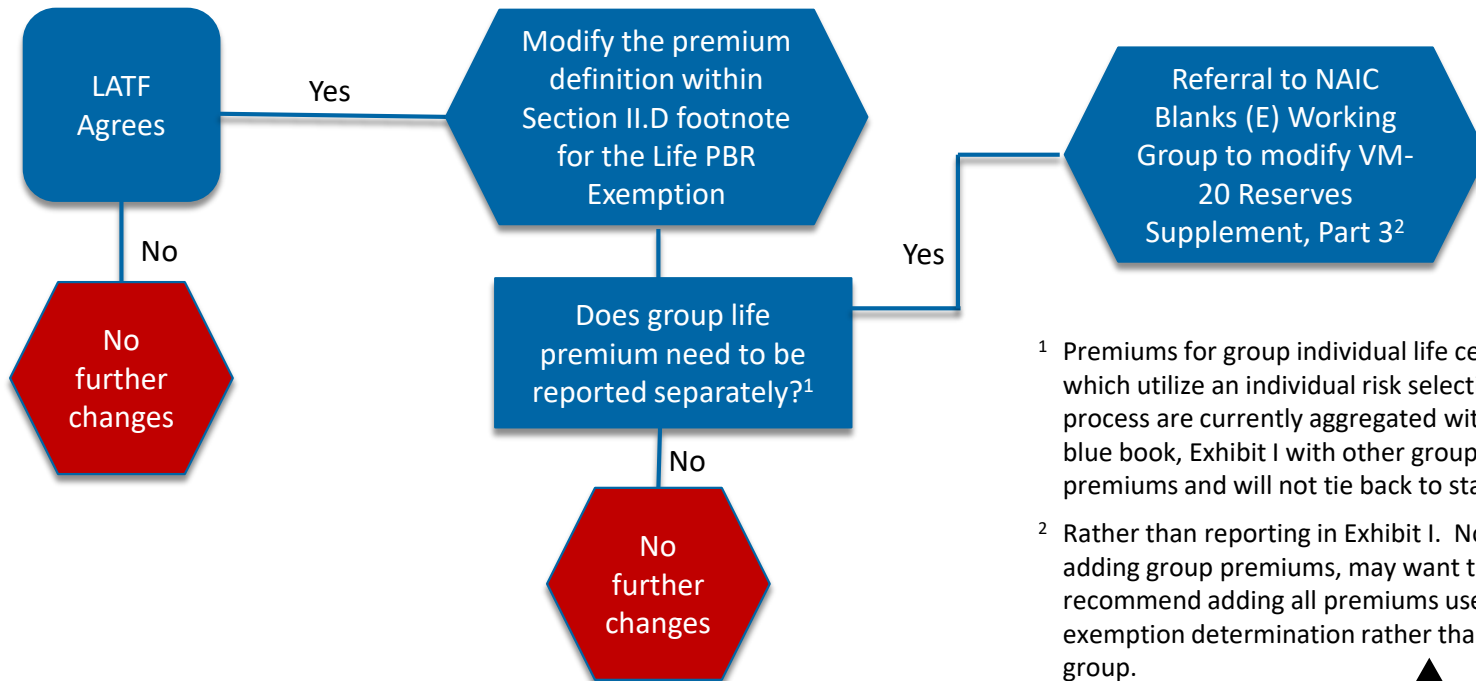 LATF
Agrees
Yes
No
No
further
changes
Modify the premium
definition within
Section II.D footnote
for the Life PBR
Exemption
Does group life
premium need to be
reported separately?¹
Yes
No
No
further
changes
Referral to NAIC
Blanks (E) Working
Group to modify VM-
20 Reserves
Supplement, Part 3²
¹ Premiums for group individual life
which utilize an individual risk
process are currently aggregated
blue book, Exhibit I with other group
premiums and will not tie back to
² Rather than reporting in Exhibit I.
adding group premiums, may want
recommend adding all premiums
exemption determination rather
group.